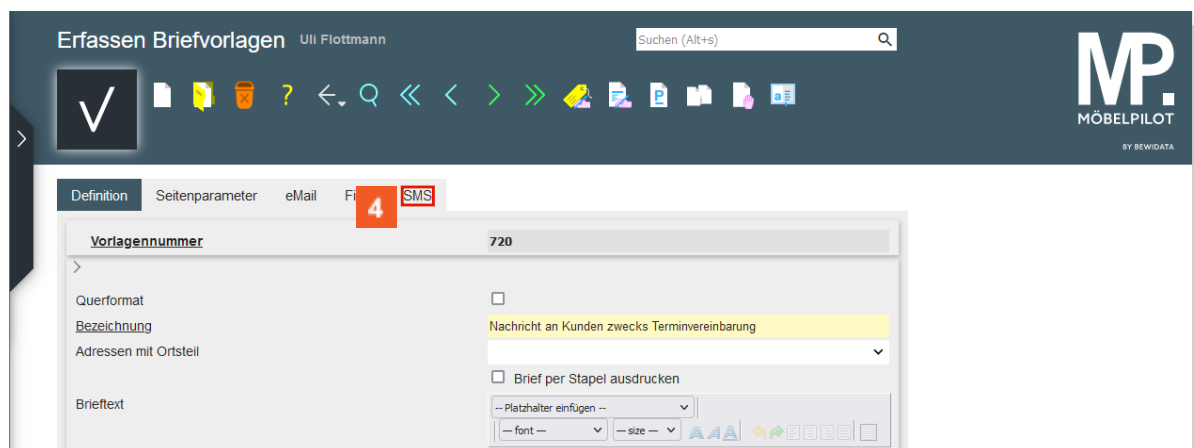 Erfassen Briefvorlagen Uli Flottmann
Suchen (Alt+s)
MP.
MÖBELPILOT
BY BEWIDATA
Definition Seitenparameter eMail 4 SMS
Vorlagennummer 720
Querformat
Bezeichnung Nachricht an Kunden zwecks Terminvereinbarung
Adressen mit Ortsteil
Brief per Stapel ausdrucken
Brieftext -- Platzhalter einfügen --
— font — — size —